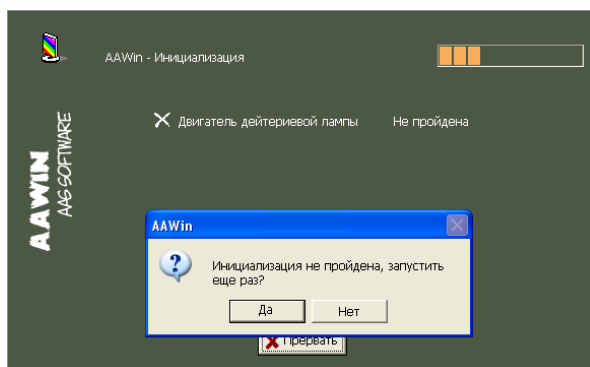 AAWin - Инициализация
Двигатель дейтериевой лампы Не пройдена
AAWIN
AAS SOFTWARE
AAWin
Инициализация не пройдена, запустить
еще раз?
Да Нет
Прервать